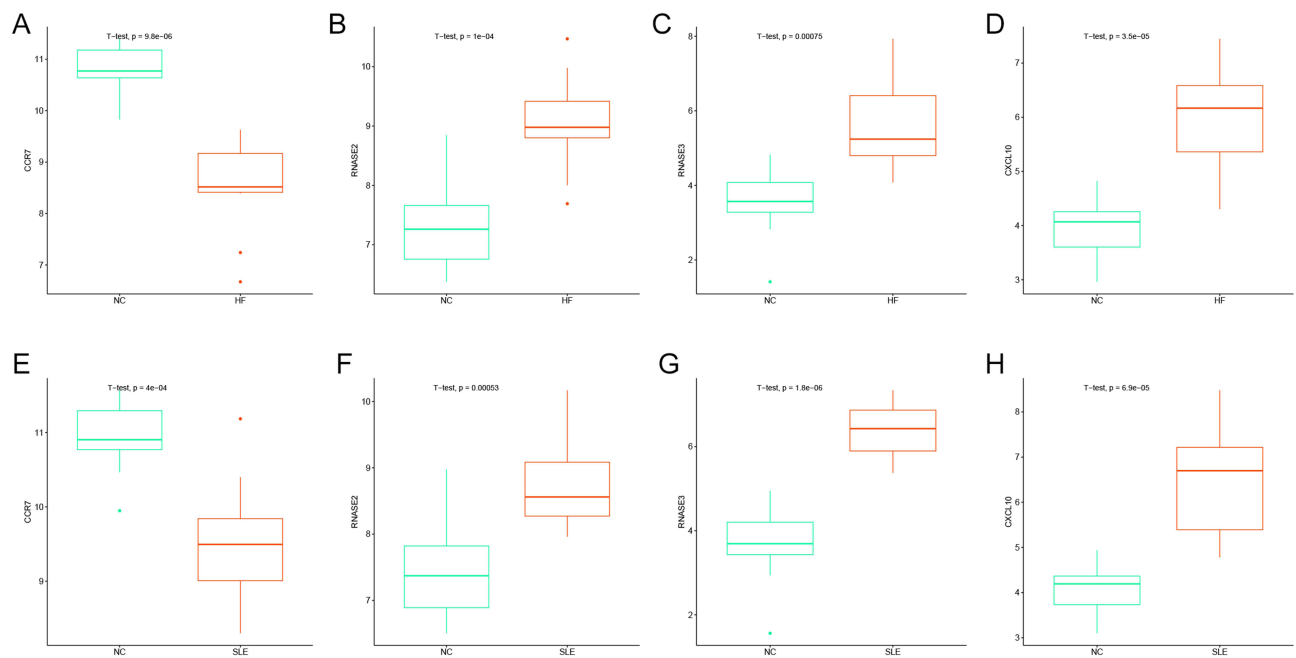 A
T-test, p = 9.8e-06
CCR7
11
10
9
8
7
NC
HF
B
T-test, p = 1e-04
RNASE2
10
9
8
7
NC
HF
C
T-test, p = 0.00075
RNASE3
8
6
4
2
NC
HF
D
T-test, p = 3.5e-05
CXCL10
7
6
5
4
3
NC
HF
E
T-test, p = 4e-04
CCR7
11
10
9
NC
SLE
F
T-test, p = 0.00053
RNASE2
10
9
8
7
NC
SLE
G
T-test, p = 1.8e-06
RNASE3
6
4
2
NC
SLE
H
T-test, p = 6.9e-05
CXCL10
8
7
6
5
4
3
NC
SLE